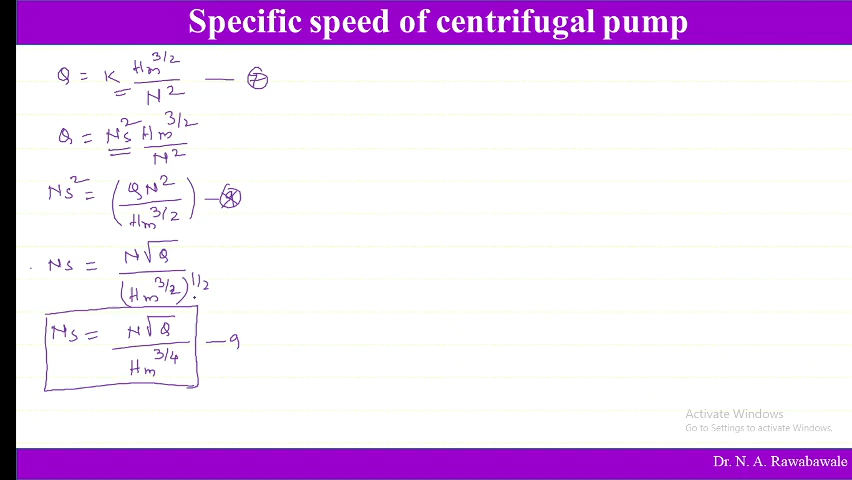 Specific speed of centrifugal pump
Q = K Hm^3/2 / N^2 — 7
Q = Ns^2 Hm^3/2 / N^2
Ns^2 = (QN^2 / Hm^3/2) —
Ns = N√Q / (Hm^3/2)^1/2
Ns = N√Q / Hm^3/4 — 9
Activate Windows
Go to Settings to activate Windows.
Dr. N. A. Rawabawale